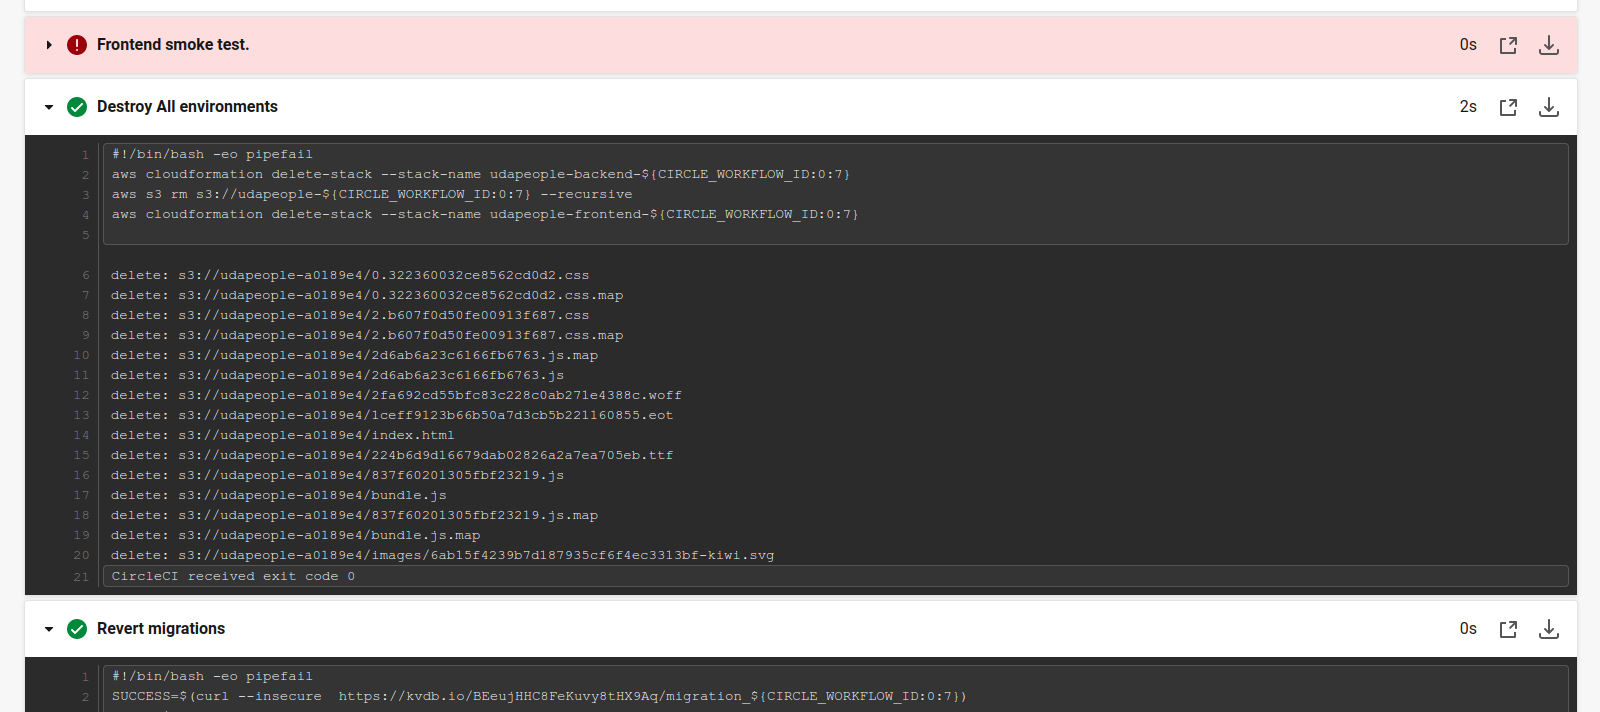 Frontend smoke test.
0s
Destroy All environments
2s
1 #!/bin/bash -eo pipefail
2 aws cloudformation delete-stack --stack-name udapeople-backend-${CIRCLE_WORKFLOW_ID:0:7}
3 aws s3 rm s3://udapeople-${CIRCLE_WORKFLOW_ID:0:7} --recursive
4 aws cloudformation delete-stack --stack-name udapeople-frontend-${CIRCLE_WORKFLOW_ID:0:7}
5
6 delete: s3://udapeople-a0189e4/0.322360032ce8562cd0d2.css
7 delete: s3://udapeople-a0189e4/0.322360032ce8562cd0d2.css.map
8 delete: s3://udapeople-a0189e4/2.b607f0d50fe00913f687.css
9 delete: s3://udapeople-a0189e4/2.b607f0d50fe00913f687.css.map
10 delete: s3://udapeople-a0189e4/2d6ab6a23c6166fb6763.js.map
11 delete: s3://udapeople-a0189e4/2d6ab6a23c6166fb6763.js
12 delete: s3://udapeople-a0189e4/2fa692cd55bfc83c228c0ab271e4388c.woff
13 delete: s3://udapeople-a0189e4/1ceff9123b66b50a7d3cb5b221160855.eot
14 delete: s3://udapeople-a0189e4/index.html
15 delete: s3://udapeople-a0189e4/224b6d9d16679dab02826a2a7ea705eb.ttf
16 delete: s3://udapeople-a0189e4/837f60201305fbf23219.js
17 delete: s3://udapeople-a0189e4/bundle.js
18 delete: s3://udapeople-a0189e4/837f60201305fbf23219.js.map
19 delete: s3://udapeople-a0189e4/bundle.js.map
20 delete: s3://udapeople-a0189e4/images/6ab15f4239b7d187935cf6f4ec3313bf-kiwi.svg
21 CircleCI received exit code 0
Revert migrations
0s
1 #!/bin/bash -eo pipefail
2 SUCCESS=$(curl --insecure  https://kvdb.io/BEeujHHC8FeKuvy8tHX9Aq/migration_${CIRCLE_WORKFLOW_ID:0:7})